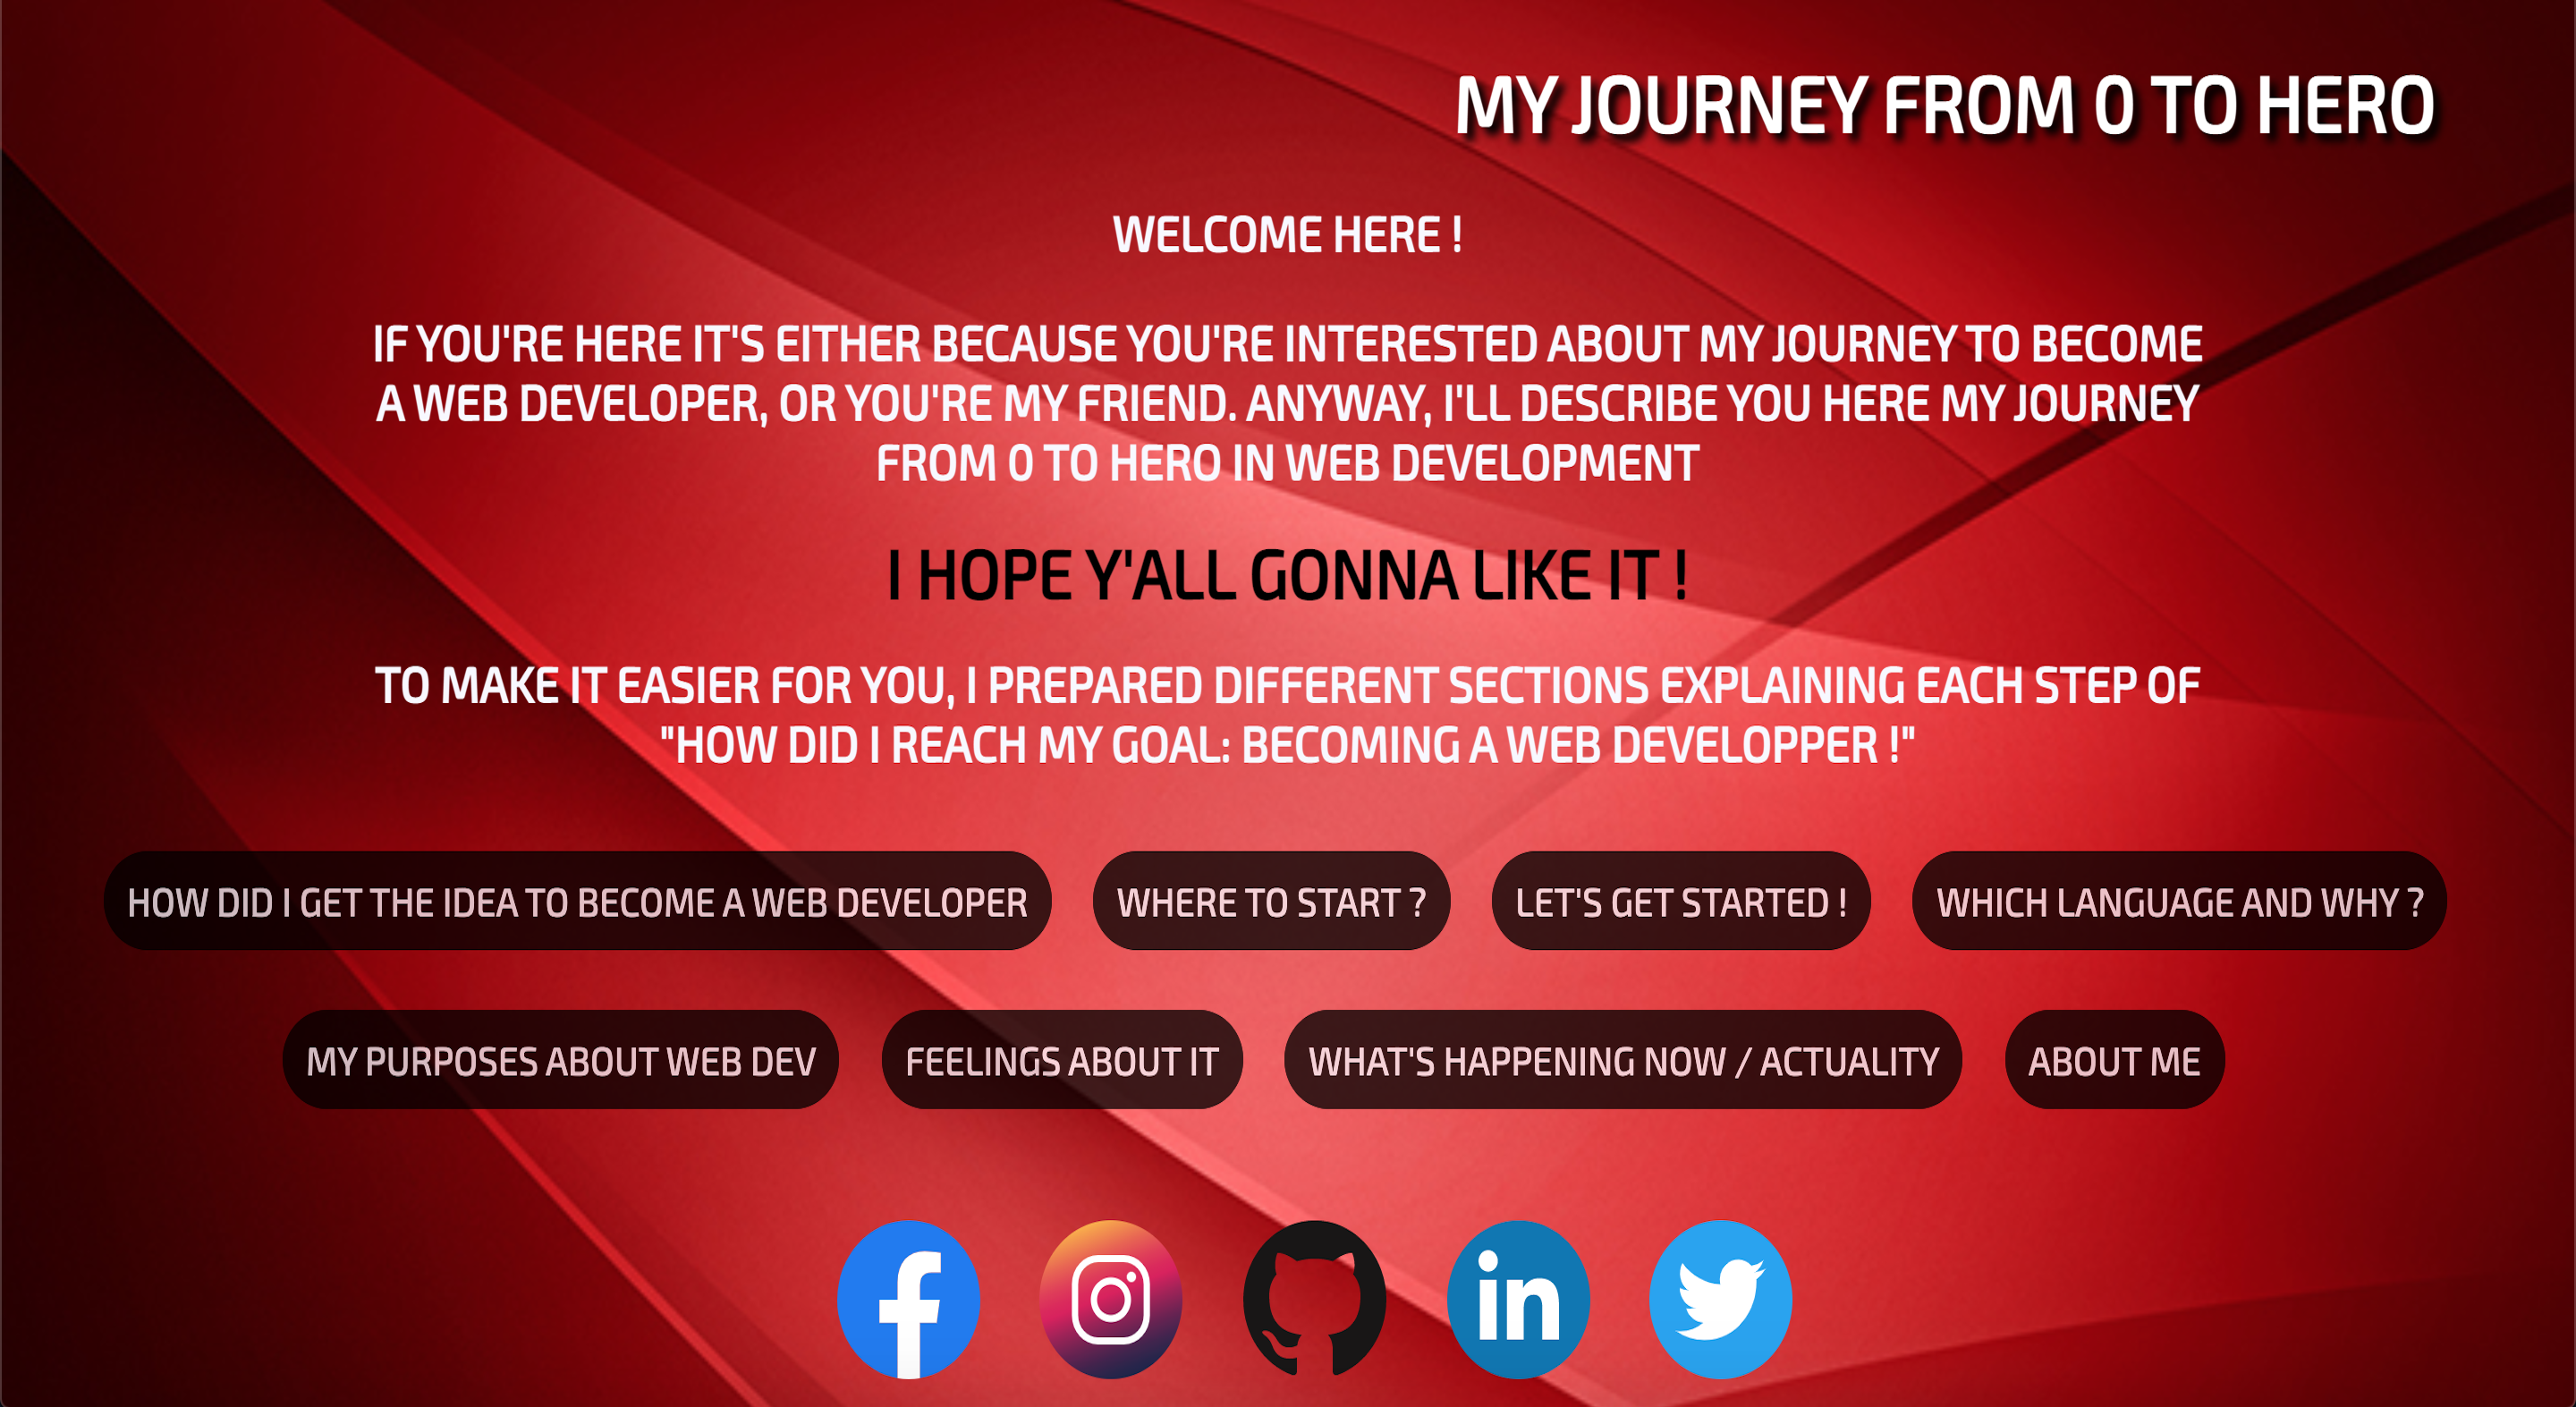 MY JOURNEY FROM 0 TO HERO
WELCOME HERE !
IF YOU'RE HERE IT'S EITHER BECAUSE YOU'RE INTERESTED ABOUT MY JOURNEY TO BECOME
A WEB DEVELOPER, OR YOU'RE MY FRIEND. ANYWAY, I'LL DESCRIBE YOU HERE MY JOURNEY
FROM 0 TO HERO IN WEB DEVELOPMENT
I HOPE Y'ALL GONNA LIKE IT !
TO MAKE IT EASIER FOR YOU, I PREPARED DIFFERENT SECTIONS EXPLAINING EACH STEP OF
"HOW DID I REACH MY GOAL: BECOMING A WEB DEVELOPPER !"
HOW DID I GET THE IDEA TO BECOME A WEB DEVELOPER
WHERE TO START ?
LET'S GET STARTED !
WHICH LANGUAGE AND WHY ?
MY PURPOSES ABOUT WEB DEV
FEELINGS ABOUT IT
WHAT'S HAPPENING NOW / ACTUALITY
ABOUT ME